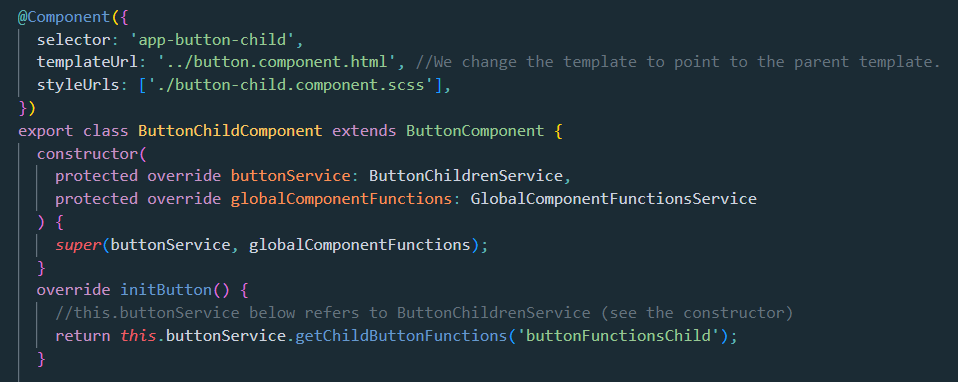 @Component({
  selector: 'app-button-child',
  templateUrl: '../button.component.html', //We change the template to point to the parent template.
  styleUrls: ['./button-child.component.scss'],
})
export class ButtonChildComponent extends ButtonComponent {
  constructor(
    protected override buttonService: ButtonChildrenService,
    protected override globalComponentFunctions: GlobalComponentFunctionsService
  ) {
    super(buttonService, globalComponentFunctions);
  }
  override initButton() {
    //this.buttonService below refers to ButtonChildrenService (see the constructor)
    return this.buttonService.getChildButtonFunctions('buttonFunctionsChild');
  }